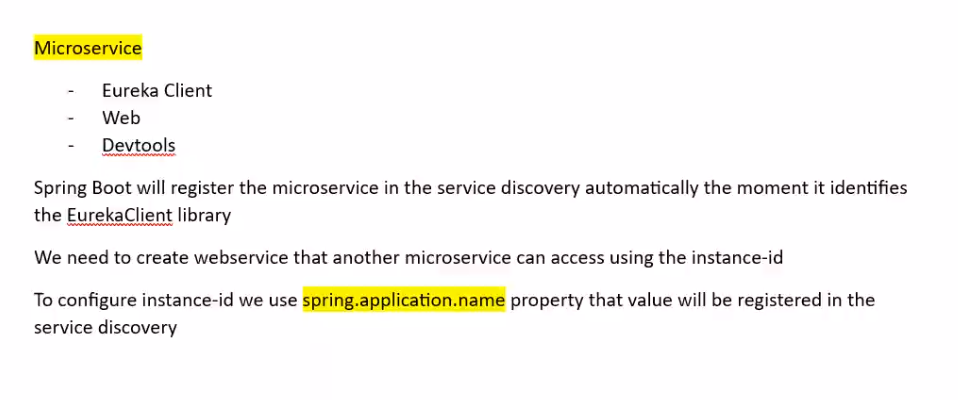 Microservice
- Eureka Client
- Web
- Devtools
Spring Boot will register the microservice in the service discovery automatically the moment it identifies
the EurekaClient library
We need to create webservice that another microservice can access using the instance-id
To configure instance-id we use spring.application.name property that value will be registered in the
service discovery